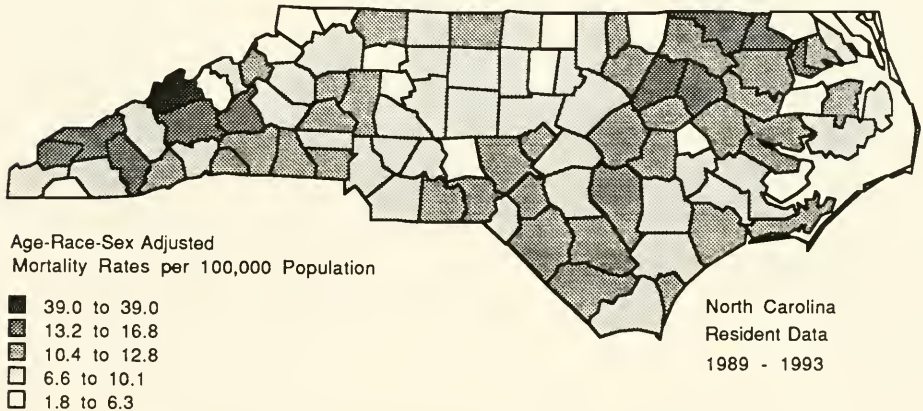 Age-Race-Sex Adjusted
Mortality Rates per 100,000 Population
39.0 to 39.0
13.2 to 16.8
10.4 to 12.8
6.6 to 10.1
1.8 to 6.3
North Carolina
Resident Data
1989 - 1993